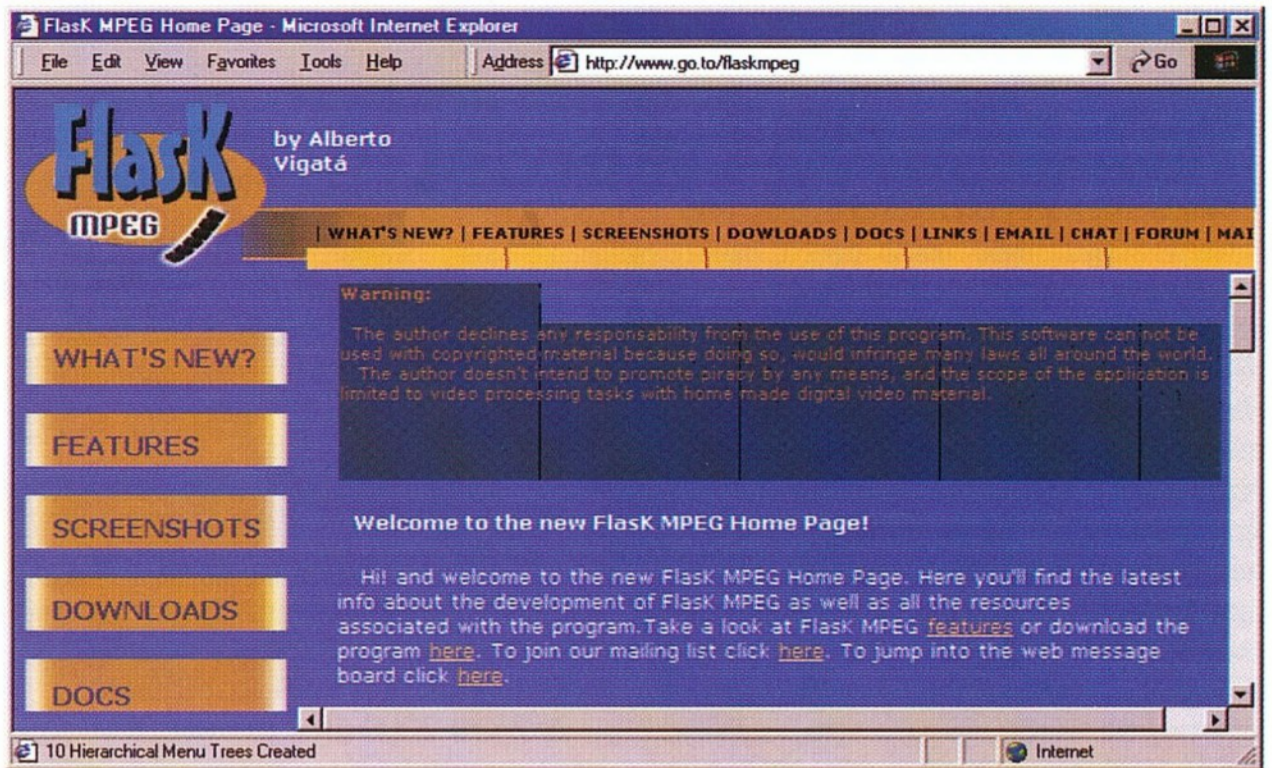 FlasK MPEG Home Page - Microsoft Internet Explorer
File Edit View Favorites Tools Help Address http://www.go.to/flaskmpeg Go
FlasK
MPEG
by Alberto
Vigatá
| WHAT'S NEW? | FEATURES | SCREENSHOTS | DOWLOADS | DOCS | LINKS | EMAIL | CHAT | FORUM | MAI
WHAT'S NEW?
FEATURES
SCREENSHOTS
DOWNLOADS
DOCS
Warning:
The author declines any responsability from the use of this program. This software can not be
used with copyrighted material because doing so, would infringe many laws all around the world.
The author doesn't intend to promote piracy by any means, and the scope of the application is
limited to video processing tasks with home made digital video material.
Welcome to the new FlasK MPEG Home Page!
Hi! and welcome to the new FlasK MPEG Home Page. Here you'll find the latest
info about the development of FlasK MPEG as well as all the resources
associated with the program.Take a look at FlasK MPEG features or download the
program here. To join our mailing list click here. To jump into the web message
board click here.
10 Hierarchical Menu Trees Created
Internet